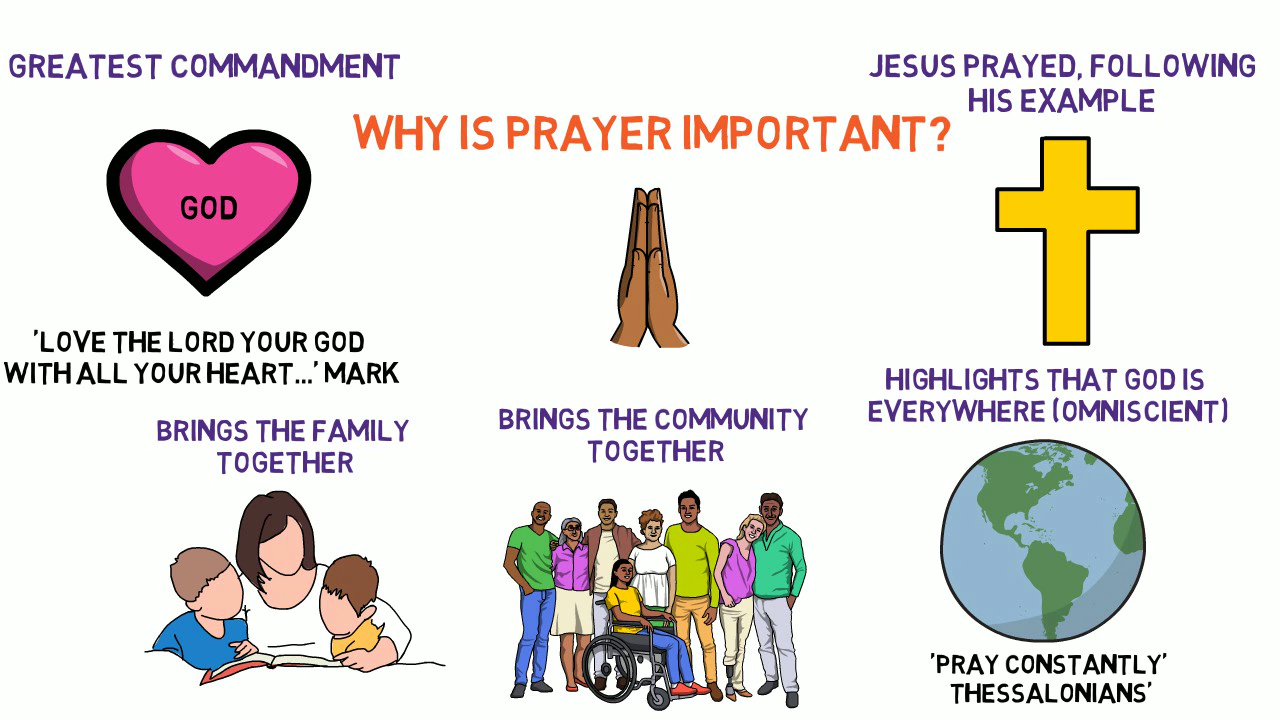 GREATEST COMMANDMENT
GOD
'LOVE THE LORD YOUR GOD
WITH ALL YOUR HEART...' MARK
WHY IS PRAYER IMPORTANT?
JESUS PRAYED, FOLLOWING
HIS EXAMPLE
BRINGS THE FAMILY
TOGETHER
BRINGS THE COMMUNITY
TOGETHER
HIGHLIGHTS THAT GOD IS
EVERYWHERE (OMNISCIENT)
'PRAY CONSTANTLY'
THESSALONIANS'